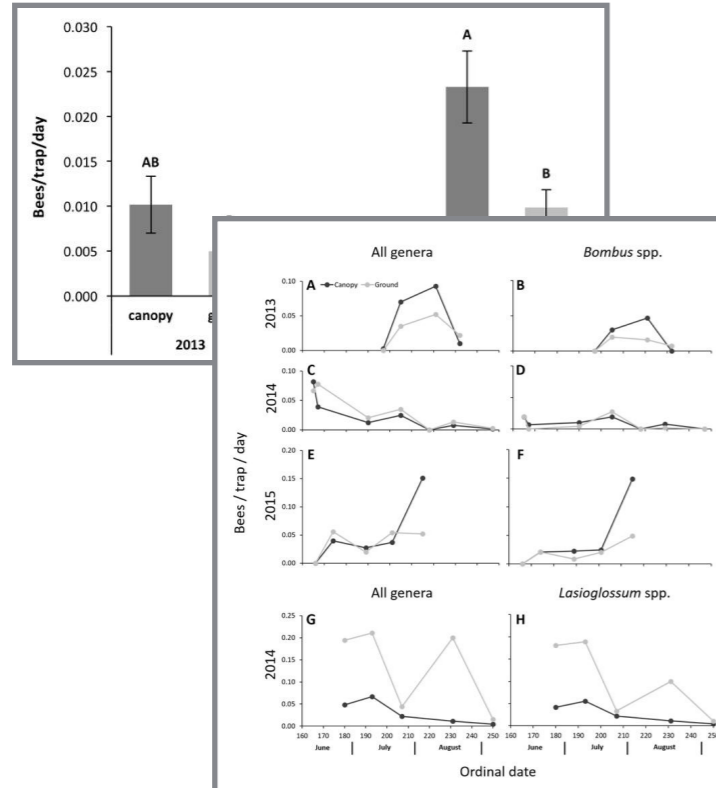 0.030
0.025
0.020
0.015
0.010
0.005
0.000
Bees/trap/day
AB
A
B
canopy
2013
All genera
Bombus spp.
A
Canopy
Ground
B
0.10
0.05
0.00
2013
C
D
0.10
0.05
0.00
2014
E
F
0.20
0.15
0.10
0.05
0.00
2015
Bees / trap / day
All genera
Lasioglossum spp.
G
H
0.25
0.20
0.15
0.10
0.05
0.00
2014
160 170 180 190 200 210 220 230 240 250
160 170 180 190 200 210 220 230 240 250
June | July | August |
June | July | August |
Ordinal date